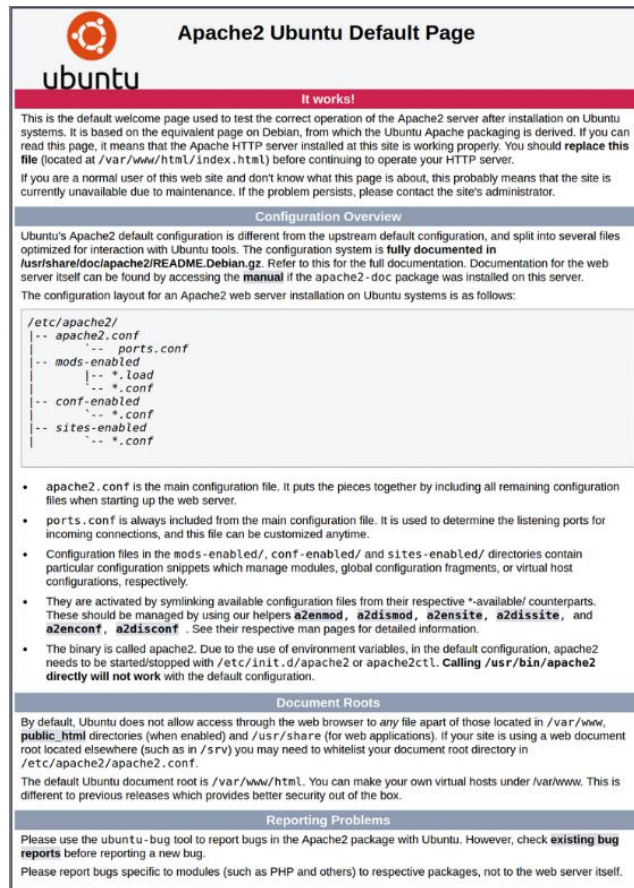 Apache2 Ubuntu Default Page
ubuntu
It works!
This is the default welcome page used to test the correct operation of the Apache2 server after installation on Ubuntu
systems. It is based on the equivalent page on Debian, from which the Ubuntu Apache packaging is derived. If you can
read this page, it means that the Apache HTTP server installed at this site is working properly. You should replace this
file (located at /var/www/html/index.html) before continuing to operate your HTTP server.
If you are a normal user of this web site and don't know what this page is about, this probably means that the site is
currently unavailable due to maintenance. If the problem persists, please contact the site's administrator.
Configuration Overview
Ubuntu's Apache2 default configuration is different from the upstream default configuration, and split into several files
optimized for interaction with Ubuntu tools. The configuration system is fully documented in
/usr/share/doc/apache2/README.Debian.gz. Refer to this for the full documentation. Documentation for the web
server itself can be found by accessing the manual if the apache2-doc package was installed on this server.
The configuration layout for an Apache2 web server installation on Ubuntu systems is as follows:
/etc/apache2/
|-- apache2.conf
|       `--  ports.conf
|-- mods-enabled
|       |-- *.load
|       `-- *.conf
|-- conf-enabled
|       `-- *.conf
|-- sites-enabled
|       `-- *.conf
• apache2.conf is the main configuration file. It puts the pieces together by including all remaining configuration
files when starting up the web server.
• ports.conf is always included from the main configuration file. It is used to determine the listening ports for
incoming connections, and this file can be customized anytime.
• Configuration files in the mods-enabled/, conf-enabled/ and sites-enabled/ directories contain
particular configuration snippets which manage modules, global configuration fragments, or virtual host
configurations, respectively.
• They are activated by symlinking available configuration files from their respective *-available/ counterparts.
These should be managed by using our helpers a2enmod, a2dismod, a2ensite, a2dissite, and
a2enconf, a2disconf . See their respective man pages for detailed information.
• The binary is called apache2. Due to the use of environment variables, in the default configuration, apache2
needs to be started/stopped with /etc/init.d/apache2 or apache2ctl. Calling /usr/bin/apache2
directly will not work with the default configuration.
Document Roots
By default, Ubuntu does not allow access through the web browser to any file apart of those located in /var/www,
public_html directories (when enabled) and /usr/share (for web applications). If your site is using a web document
root located elsewhere (such as in /srv) you may need to whitelist your document root directory in
/etc/apache2/apache2.conf.
The default Ubuntu document root is /var/www/html. You can make your own virtual hosts under /var/www. This is
different to previous releases which provides better security out of the box.
Reporting Problems
Please use the ubuntu-bug tool to report bugs in the Apache2 package with Ubuntu. However, check existing bug
reports before reporting a new bug.
Please report bugs specific to modules (such as PHP and others) to respective packages, not to the web server itself.